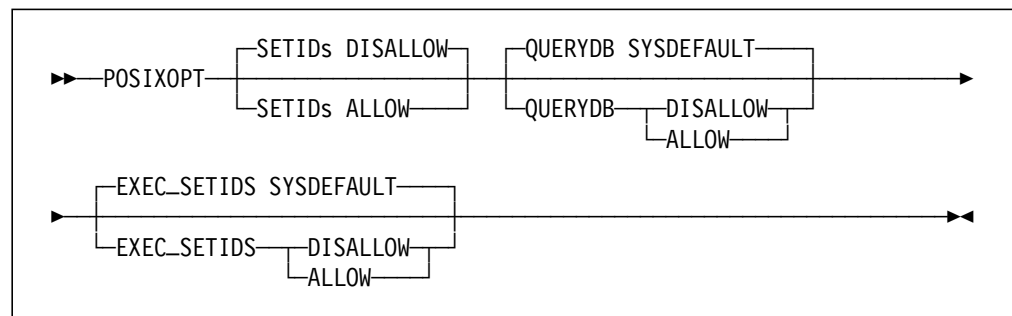 SETIDs DISALLOW QUERYDB SYSDEFAULT
POSIXOPT
SETIDs ALLOW QUERYDB DISALLOW
ALLOW
EXEC_SETIDS SYSDEFAULT
EXEC_SETIDS DISALLOW
ALLOW